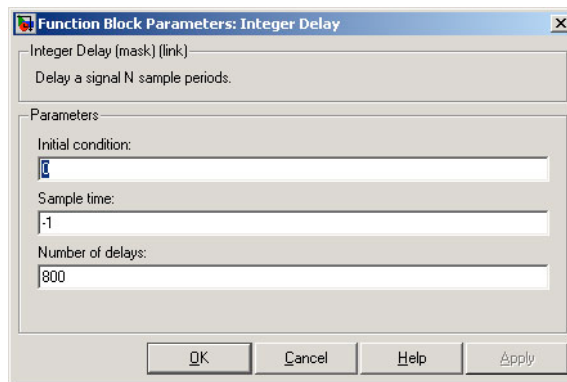 Function Block Parameters: Integer Delay
Integer Delay (mask) (link)
Delay a signal N sample periods.
Parameters
Initial condition:
0
Sample time:
-1
Number of delays:
800
OK Cancel Help Apply